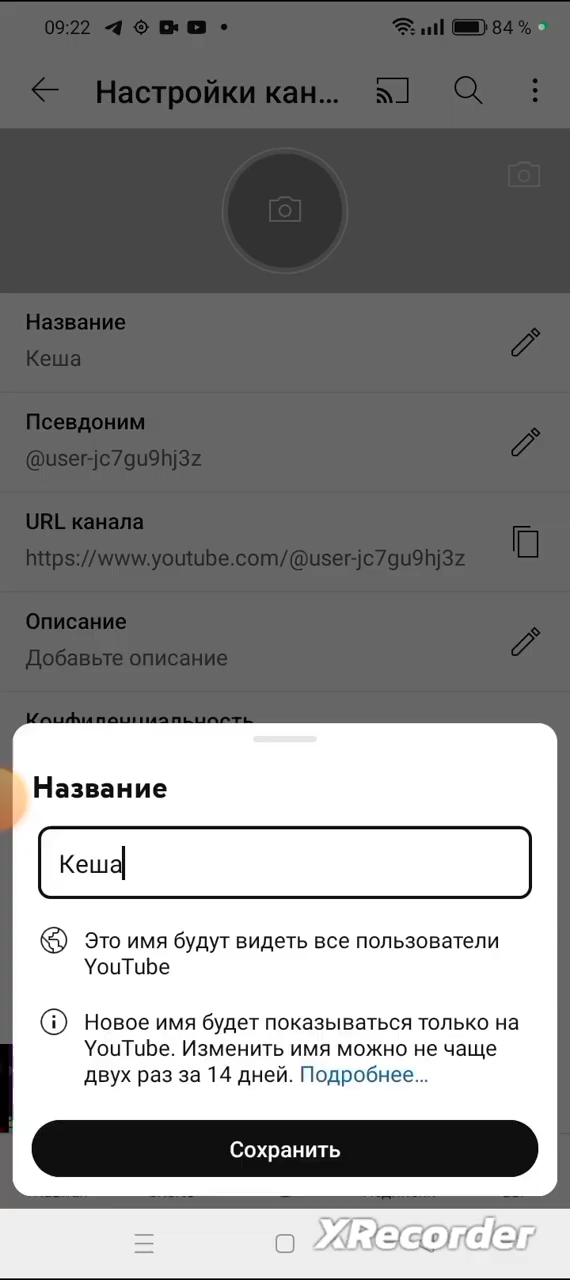 09:22
84 %
Настройки кан...
Название
Кеша
Псевдоним
@user-jc7gu9hj3z
URL канала
https://www.youtube.com/@user-jc7gu9hj3z
Описание
Добавьте описание
Конфиденциальность
Название
Кеша
Это имя будут видеть все пользователи
YouTube
Новое имя будет показываться только на
YouTube. Изменить имя можно не чаще
двух раз за 14 дней. Подробнее...
Сохранить
XRecorder